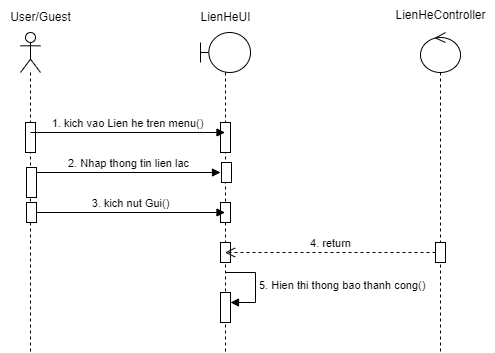 User/Guest
LienHeUI
LienHeController
1. kich vao Lien he tren menu()
2. Nhap thong tin lien lac
3. kich nut Gui()
4. return
5. Hien thi thong bao thanh cong()